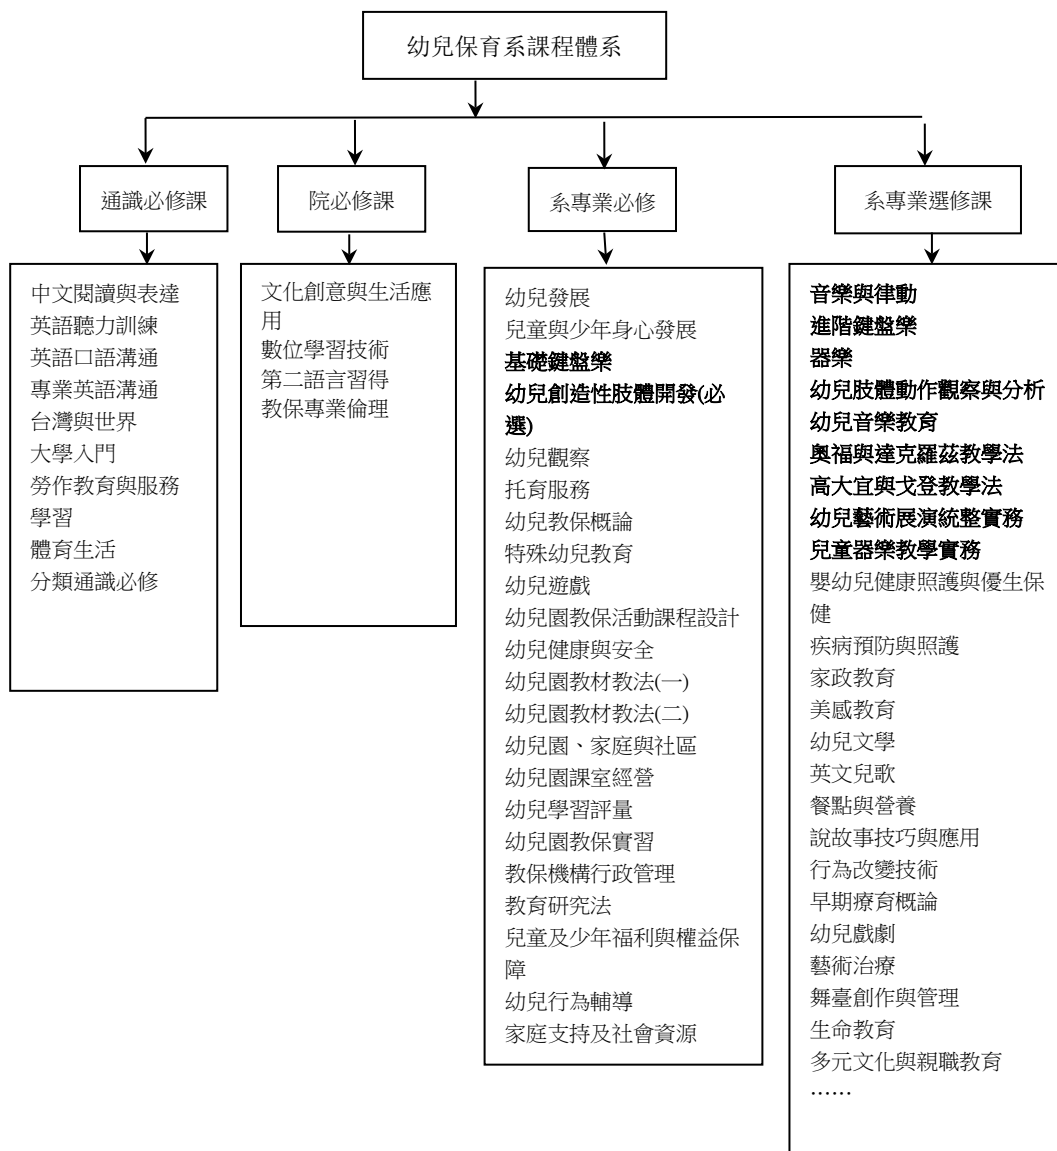 幼兒保育系課程體系
通識必修課
院必修課
系專業必修
系專業選修課
中文閱讀與表達
英語聽力訓練
英語口語溝通
專業英語溝通
台灣與世界
大學入門
勞作教育與服務
學習
體育生活
分類通識必修
文化創意與生活應
用
數位學習技術
第二語言習得
教保專業倫理
幼兒發展
兒童與少年身心發展
基礎鍵盤樂
幼兒創造性肢體開發(必
選)
幼兒觀察
托育服務
幼兒教保概論
特殊幼兒教育
幼兒遊戲
幼兒園教保活動課程設計
幼兒健康與安全
幼兒園教材教法(一)
幼兒園教材教法(二)
幼兒園、家庭與社區
幼兒園課室經營
幼兒學習評量
幼兒園教保實習
教保機構行政管理
教育研究法
兒童及少年福利與權益保
障
幼兒行為輔導
家庭支持及社會資源
音樂與律動
進階鍵盤樂
器樂
幼兒肢體動作觀察與分析
幼兒音樂教育
奧福與達克羅茲教學法
高大宜與戈登教學法
幼兒藝術展演統整實務
兒童器樂教學實務
嬰幼兒健康照護與優生保
健
疾病預防與照護
家政教育
美感教育
幼兒文學
英文兒歌
餐點與營養
說故事技巧與應用
行為改變技術
早期療育概論
幼兒戲劇
藝術治療
舞臺創作與管理
生命教育
多元文化與親職教育
……